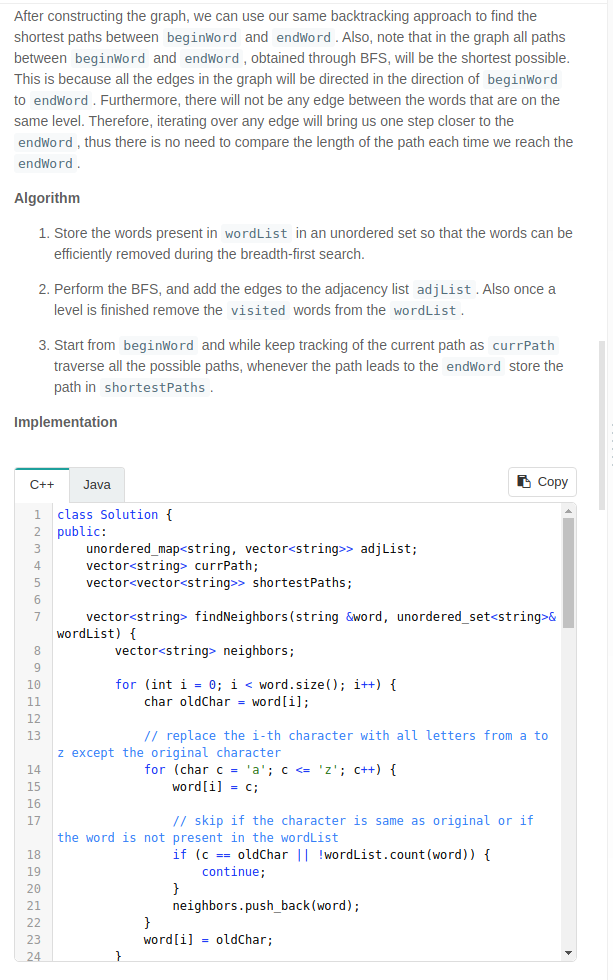 After constructing the graph, we can use our same backtracking approach to find the
shortest paths between beginWord and endWord . Also, note that in the graph all paths
between beginWord and endWord , obtained through BFS, will be the shortest possible.
This is because all the edges in the graph will be directed in the direction of beginWord
to endWord . Furthermore, there will not be any edge between the words that are on the
same level. Therefore, iterating over any edge will bring us one step closer to the
endWord , thus there is no need to compare the length of the path each time we reach the
endWord .
Algorithm
1. Store the words present in wordList in an unordered set so that the words can be
efficiently removed during the breadth-first search.
2. Perform the BFS, and add the edges to the adjacency list adjList . Also once a
level is finished remove the visited words from the wordList .
3. Start from beginWord and while keep tracking of the current path as currPath
traverse all the possible paths, whenever the path leads to the endWord store the
path in shortestPaths .
Implementation
C++ Java Copy
1 class Solution {
2 public:
3 unordered_map<string, vector<string>> adjList;
4 vector<string> currPath;
5 vector<vector<string>> shortestPaths;
6
7 vector<string> findNeighbors(string &word, unordered_set<string>&
wordList) {
8 vector<string> neighbors;
9
10 for (int i = 0; i < word.size(); i++) {
11 char oldChar = word[i];
12
13 // replace the i-th character with all letters from a to
z except the original character
14 for (char c = 'a'; c <= 'z'; c++) {
15 word[i] = c;
16
17 // skip if the character is same as original or if
the word is not present in the wordList
18 if (c == oldChar || !wordList.count(word)) {
19 continue;
20 }
21 neighbors.push_back(word);
22 }
23 word[i] = oldChar;
24 }